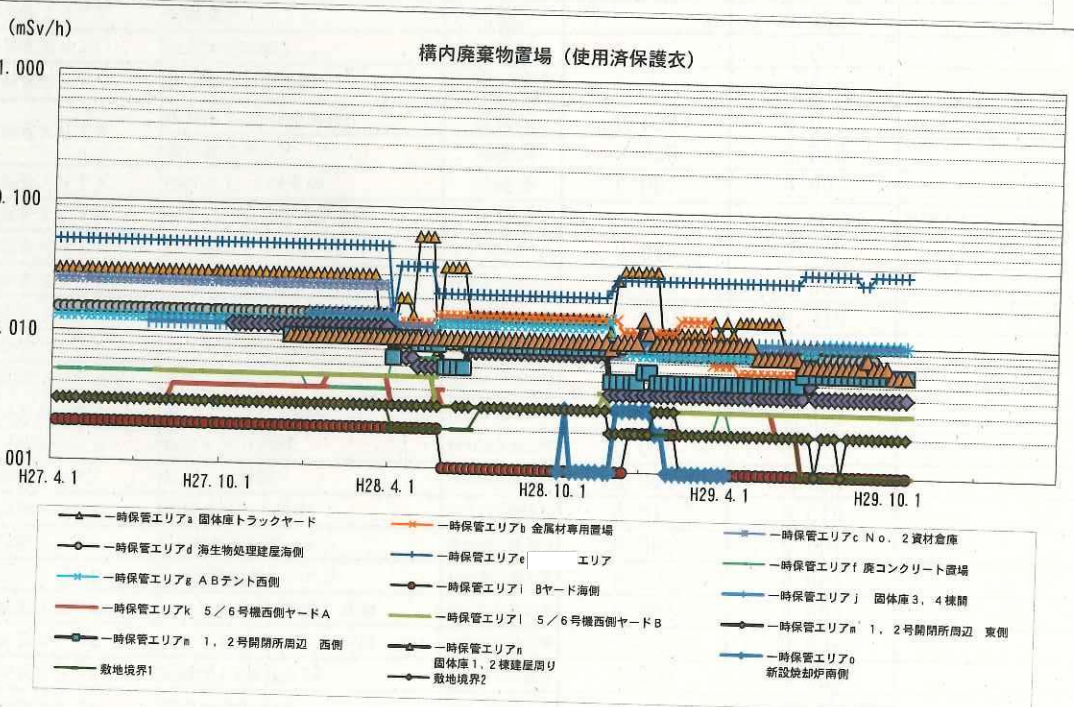 (mSv/h)
構内廃棄物置場（使用済保護衣）
1.000
0.100
0.010
001
H27.4.1 H27.10.1 H28.4.1 H28.10.1 H29.4.1 H29.10.1
一時保管エリアa 固体庫トラックヤード
一時保管エリアb 金属材専用置場
一時保管エリアc No.2資材倉庫
一時保管エリアd 海生物処理建屋海側
一時保管エリアe エリア
一時保管エリアf 廃コンクリート置場
一時保管エリアg ABテント西側
一時保管エリアi Bヤード海側
一時保管エリアj 固体庫3，4棟間
一時保管エリアk 5／6号機西側ヤードA
一時保管エリアl 5／6号機西側ヤードB
一時保管エリアm' 1，2号開閉所周辺 東側
一時保管エリアm 1，2号開閉所周辺 西側
一時保管エリアn
固体庫1,2棟建屋周り
一時保管エリアo
新設焼却炉南側
敷地境界1
敷地境界2